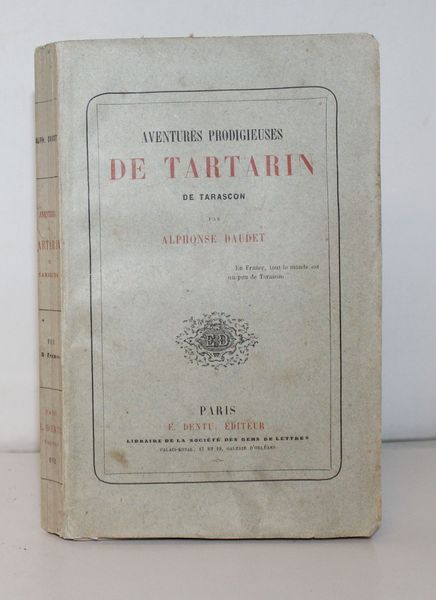 AVENTURES PRODIGIEUSES
DE TARTARIN
DE TARASCON
PAR
ALPHONSE DAUDET
En France, tout le monde est
un peu de Tarascon.
E.D
PARIS
E. DENTU, ÉDITEUR
LIBRAIRE DE LA SOCIÉTÉ DES GENS DE LETTRES
PALAIS-ROYAL, 17 ET 19, GALERIE D'ORLÉANS.